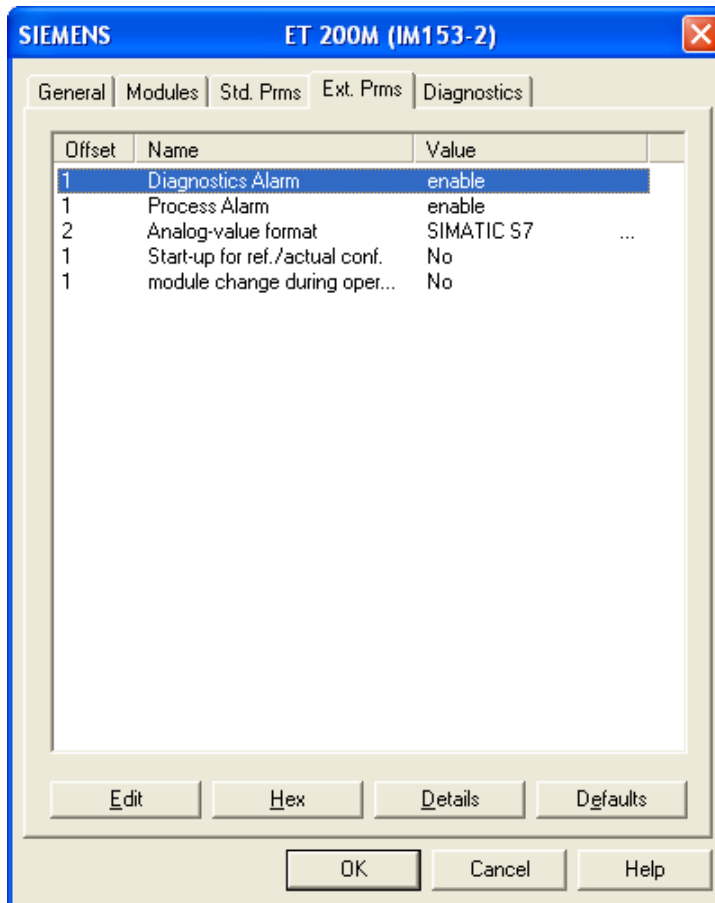 SIEMENS ET 200M (IM153-2)
General Modules Std. Prms Ext. Prms Diagnostics
Offset Name Value
1 Diagnostics Alarm enable
1 Process Alarm enable
2 Analog-value format SIMATIC S7 ...
1 Start-up for ref./actual conf. No
1 module change during oper... No
Edit Hex Details Defaults
OK Cancel Help